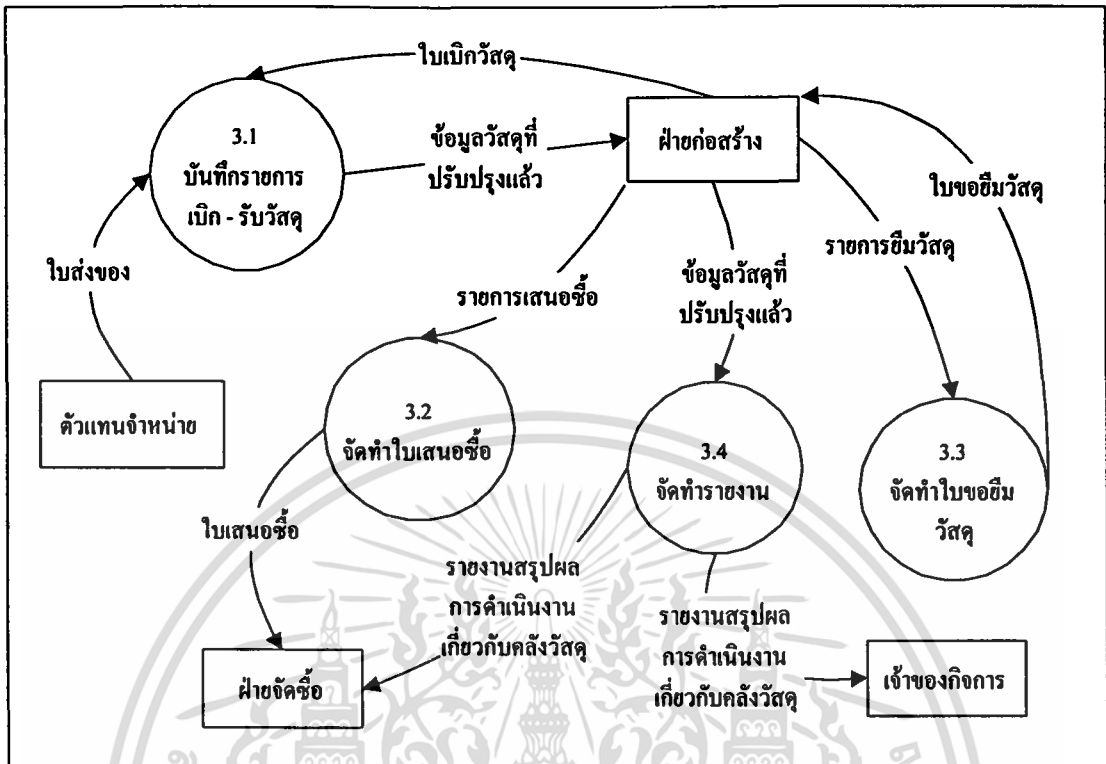 ใบเบิกวัสดุ
3.1
บันทึกรายการ
เบิก - รับวัสดุ
ข้อมูลวัสดุที่
ปรับปรุงแล้ว
ฝ่ายก่อสร้าง
ใบขอยืมวัสดุ
รายการยืมวัสดุ
ใบส่งของ
รายการเสนอซื้อ
ข้อมูลวัสดุที่
ปรับปรุงแล้ว
ตัวแทนจำหน่าย
3.2
จัดทำใบเสนอซื้อ
3.4
จัดทำรายงาน
3.3
จัดทำใบขอยืม
วัสดุ
ใบเสนอซื้อ
รายงานสรุปผล
การดำเนินงาน
เกี่ยวกับคลังวัสดุ
รายงานสรุปผล
การดำเนินงาน
เกี่ยวกับคลังวัสดุ
ฝ่ายจัดซื้อ
เจ้าของกิจการ